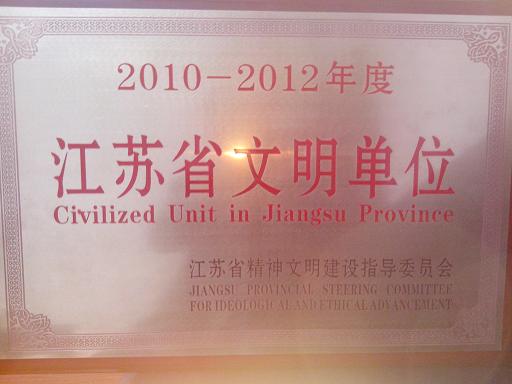 2010-2012年度
江苏省文明单位
Civilized Unit in Jiangsu Province
江苏省精神文明建设指导委员会
JIANGSU PROVINCIAL STEERING COMMITTEE
FOR IDEOLOGICAL AND ETHICAL ADVANCEMENT